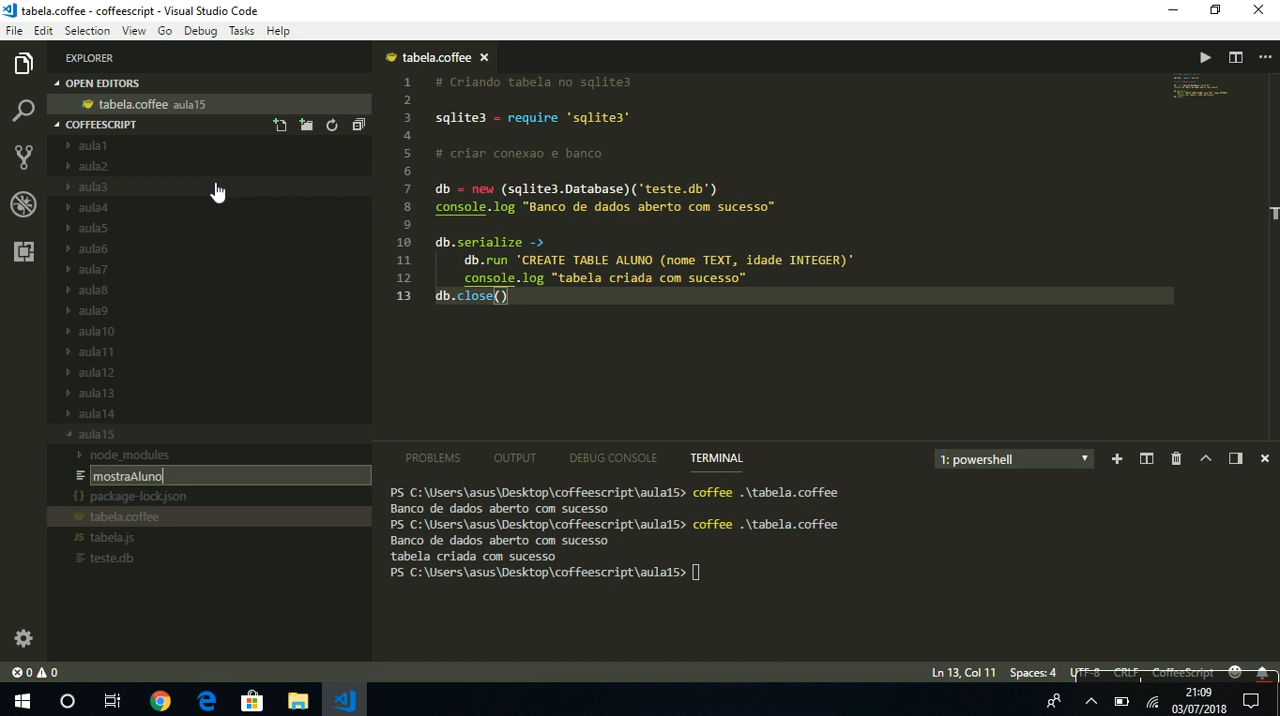 tabela.coffee - coffeescript - Visual Studio Code
File Edit Selection View Go Debug Tasks Help
EXPLORER
OPEN EDITORS
tabela.coffee aula15
COFFEESCRIPT
aula1
aula2
aula3
aula4
aula5
aula6
aula7
aula8
aula9
aula10
aula11
aula12
aula13
aula14
aula15
node_modules
mostraAluno
package-lock.json
tabela.coffee
JS tabela.js
teste.db
tabela.coffee
1 # Criando tabela no sqlite3
2
3 sqlite3 = require 'sqlite3'
4
5 # criar conexao e banco
6
7 db = new (sqlite3.Database)('teste.db')
8 console.log "Banco de dados aberto com sucesso"
9
10 db.serialize ->
11 db.run 'CREATE TABLE ALUNO (nome TEXT, idade INTEGER)'
12 console.log "tabela criada com sucesso"
13 db.close()
PROBLEMS OUTPUT DEBUG CONSOLE TERMINAL 1: powershell
PS C:\Users\asus\Desktop\coffeescript\aula15> coffee .\tabela.coffee
Banco de dados aberto com sucesso
PS C:\Users\asus\Desktop\coffeescript\aula15> coffee .\tabela.coffee
Banco de dados aberto com sucesso
tabela criada com sucesso
PS C:\Users\asus\Desktop\coffeescript\aula15>
0 0 Ln 13, Col 11 Spaces: 4 UTF-8 CRLF CoffeeScript
21:09
03/07/2018